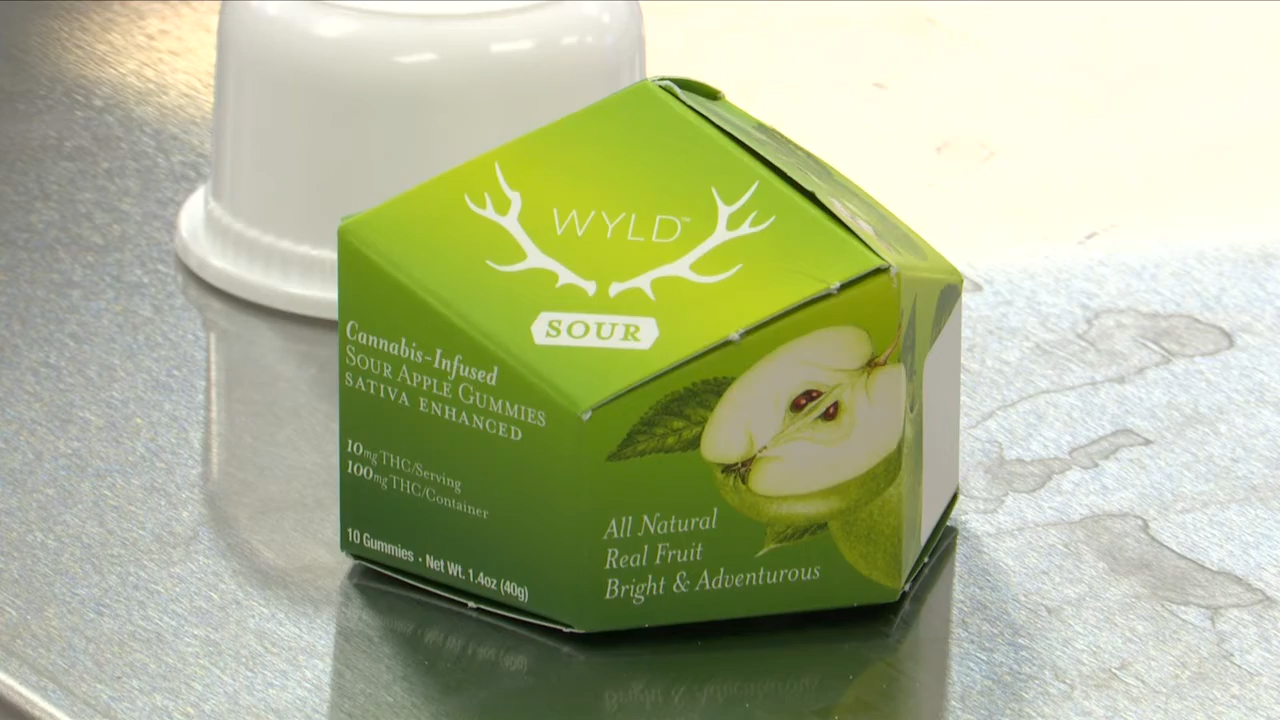 WYLD™
SOUR
Cannabis-Infused
SOUR APPLE GUMMIES
SATIVA ENHANCED
10mg THC/Serving
100mg THC/Container
10 Gummies • Net Wt. 1.4oz (40g)
All Natural
Real Fruit
Bright & Adventurous